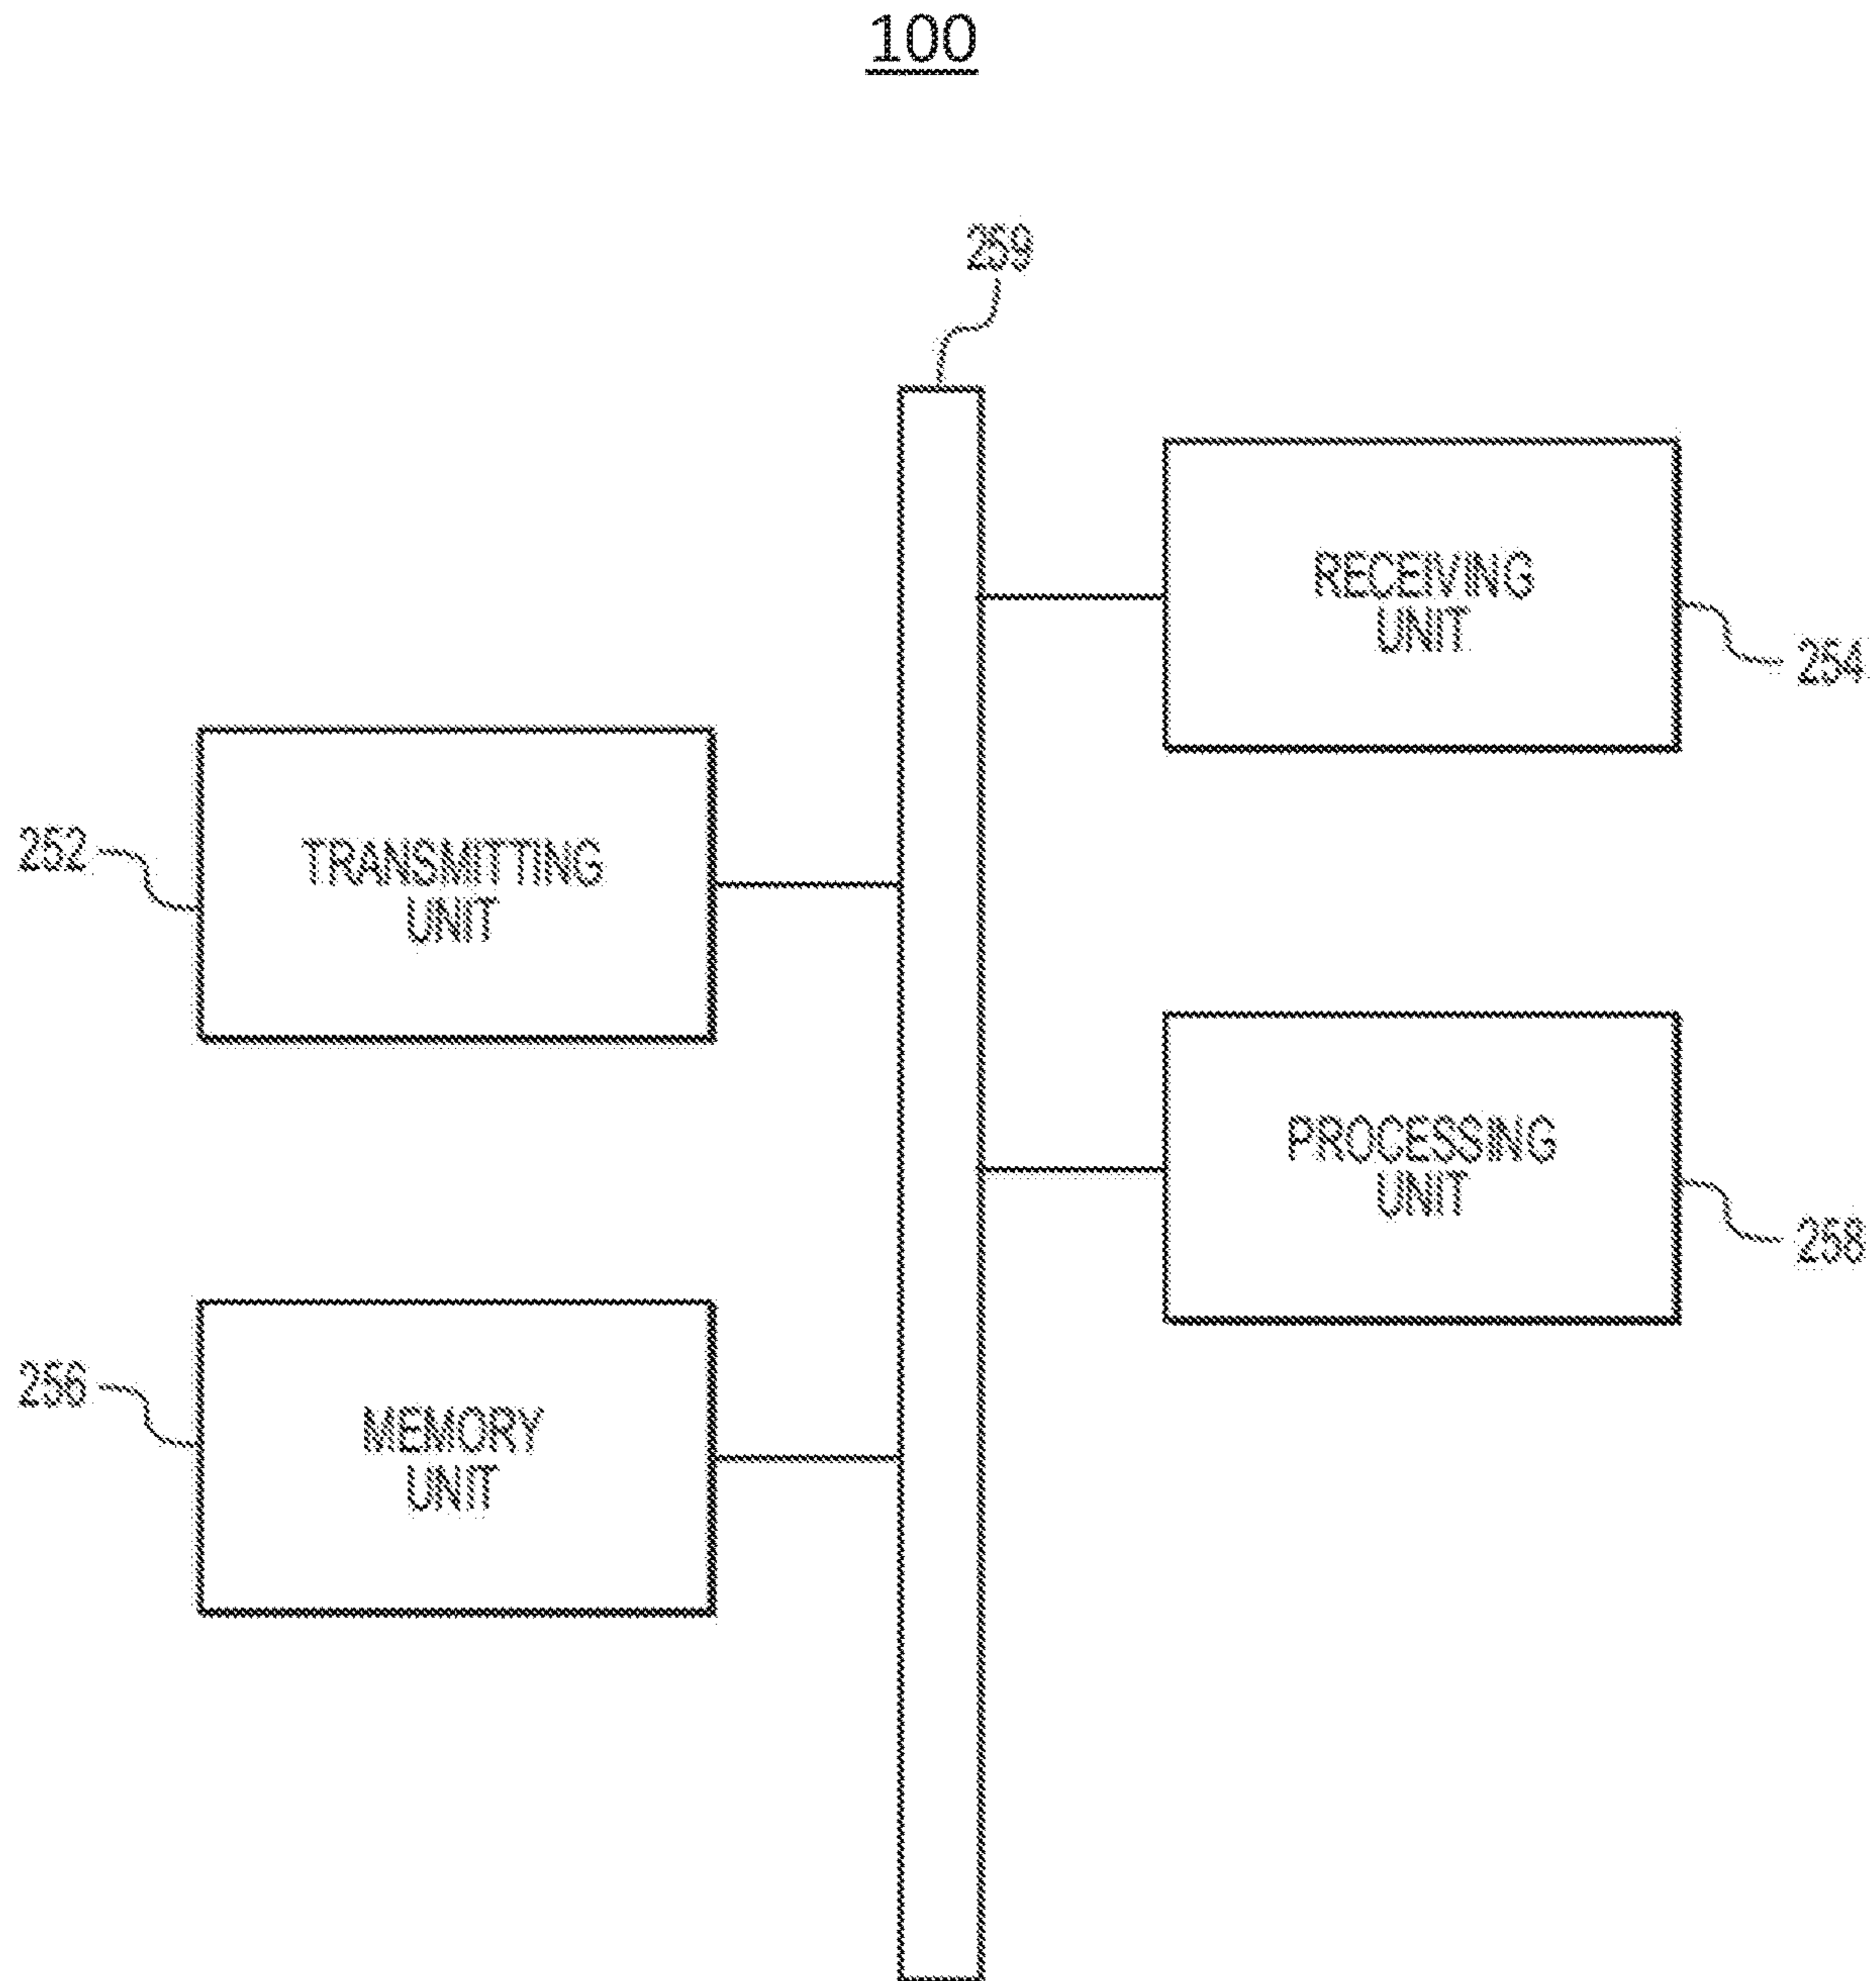 100
259
RECEIVING
UNIT
254
252
TRANSMITTING
UNIT
PROCESSING
UNIT
258
256
MEMORY
UNIT